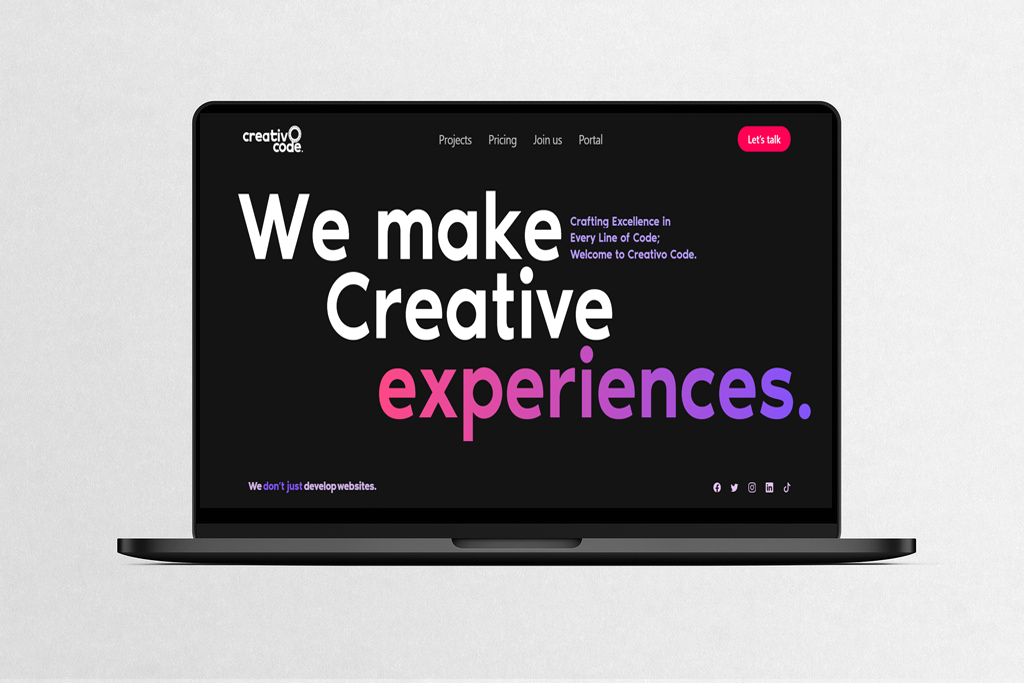 creativo
code.
Projects Pricing Join us Portal
Let's talk
We make
Crafting Excellence in
Every Line of Code;
Welcome to Creativo Code.
Creative
experiences.
We don't just develop websites.